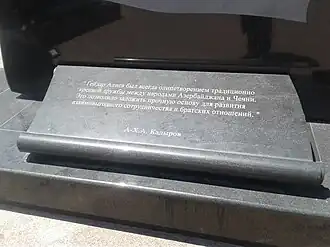 "Гейдар Алиев был всегда олицетворением традиционно
крепкой дружбы между народами Азербайджана и Чечни.
Это позволило заложить прочную основу для развития
взаимовыгодного сотрудничества и братских отношений."
А-Х.А. Кадыров